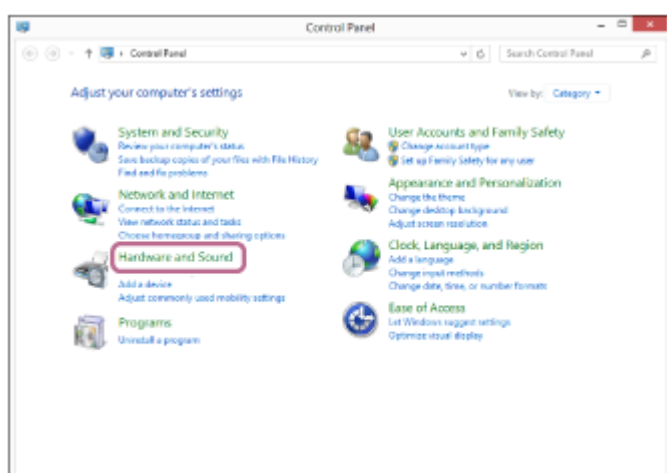 Control Panel
Control Panel
Search Control Panel
Adjust your computer's settings
View by: Category
System and Security
Review your computer's status
Save backup copies of your files with File History
Find and fix problems
Network and Internet
Connect to the Internet
View network status and tasks
Choose homegroup and sharing options
Hardware and Sound
Add a device
Adjust commonly used mobility settings
Programs
Uninstall a program
User Accounts and Family Safety
Change account type
Set up Family Safety for any user
Appearance and Personalization
Change the theme
Change desktop background
Adjust screen resolution
Clock, Language, and Region
Add a language
Change input methods
Change date, time, or number formats
Ease of Access
Let Windows suggest settings
Optimize visual display